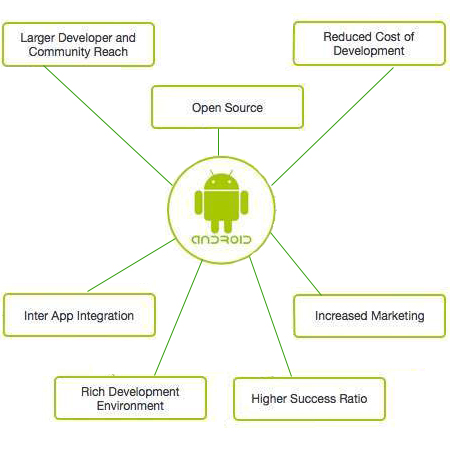 Larger Developer and
Community Reach
Reduced Cost of
Development
Open Source
ANDROID
Inter App Integration
Increased Marketing
Rich Development
Environment
Higher Success Ratio